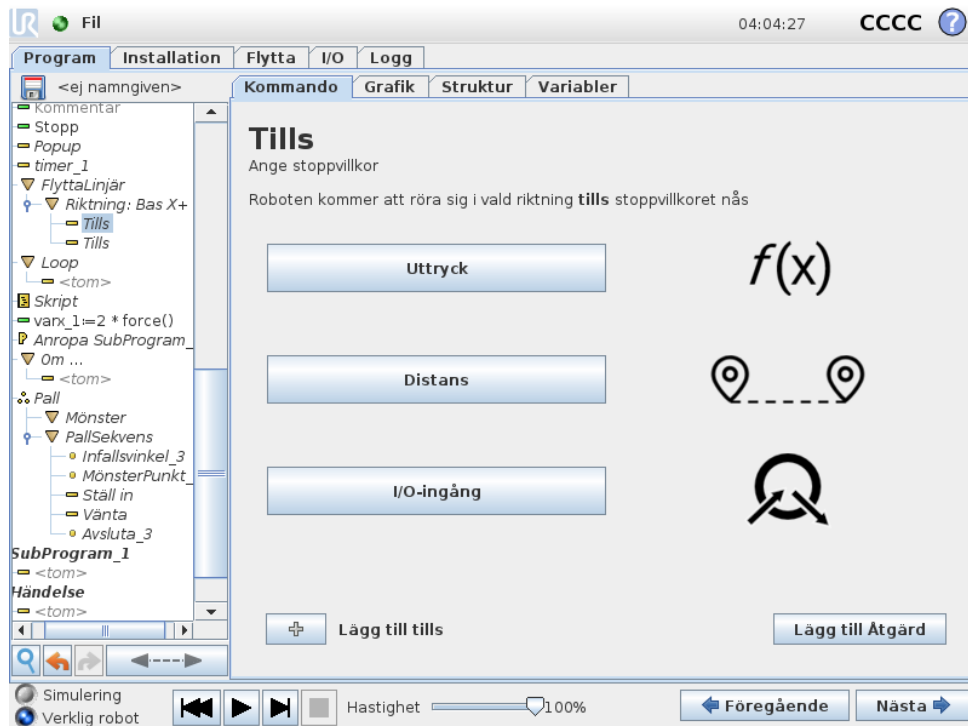 UR Fil 04:04:27 CCCC ?
Program Installation Flytta I/O Logg
<ej namngiven>
Kommando Grafik Struktur Variabler
Kommentar
Stopp
Popup
timer_1
FlyttaLinjär
Riktning: Bas X+
Tills
Tills
Loop
<tom>
Skript
varx_1:=2 * force()
Anropa SubProgram_
Om ...
<tom>
Pall
Mönster
PallSekvens
Infallsvinkel_3
MönsterPunkt_
Ställ in
Vänta
Avsluta_3
SubProgram_1
<tom>
Händelse
<tom>
Tills
Ange stoppvillkor
Roboten kommer att röra sig i vald riktning tills stoppvillkoret nås
Uttryck f(x)
Distans
I/O-ingång
Lägg till tills Lägg till Åtgärd
Simulering
Verklig robot
Hastighet 100%
Föregående Nästa